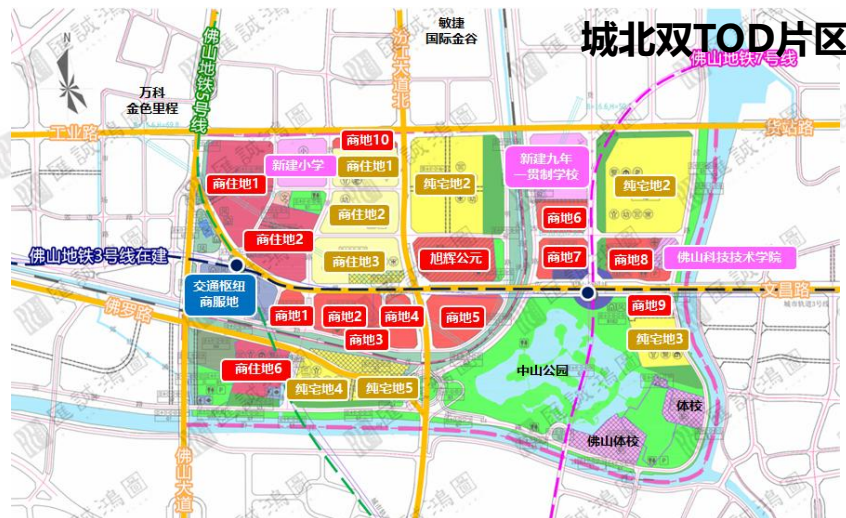 城北双TOD片区
敏捷
国际金谷
佛山地铁7号线
佛山地铁5号线
汾江大道北
N
万科
金色里程
工业路
货站路
商地10
新建小学
商住地1
新建九年
一贯制学校
商住地1
纯宅地2
纯宅地2
商住地2
商地6
商住地2
旭辉公元
商地7
商地8
佛山科技技术学院
佛山地铁3号线在建
商住地3
交通枢纽
商服地
文昌路
城市轨道3号线
佛罗路
商地1
商地2
商地4
商地5
商地9
商地3
纯宅地3
商住地6
中山公园
纯宅地4
纯宅地5
体校
佛山体校
佛山大道